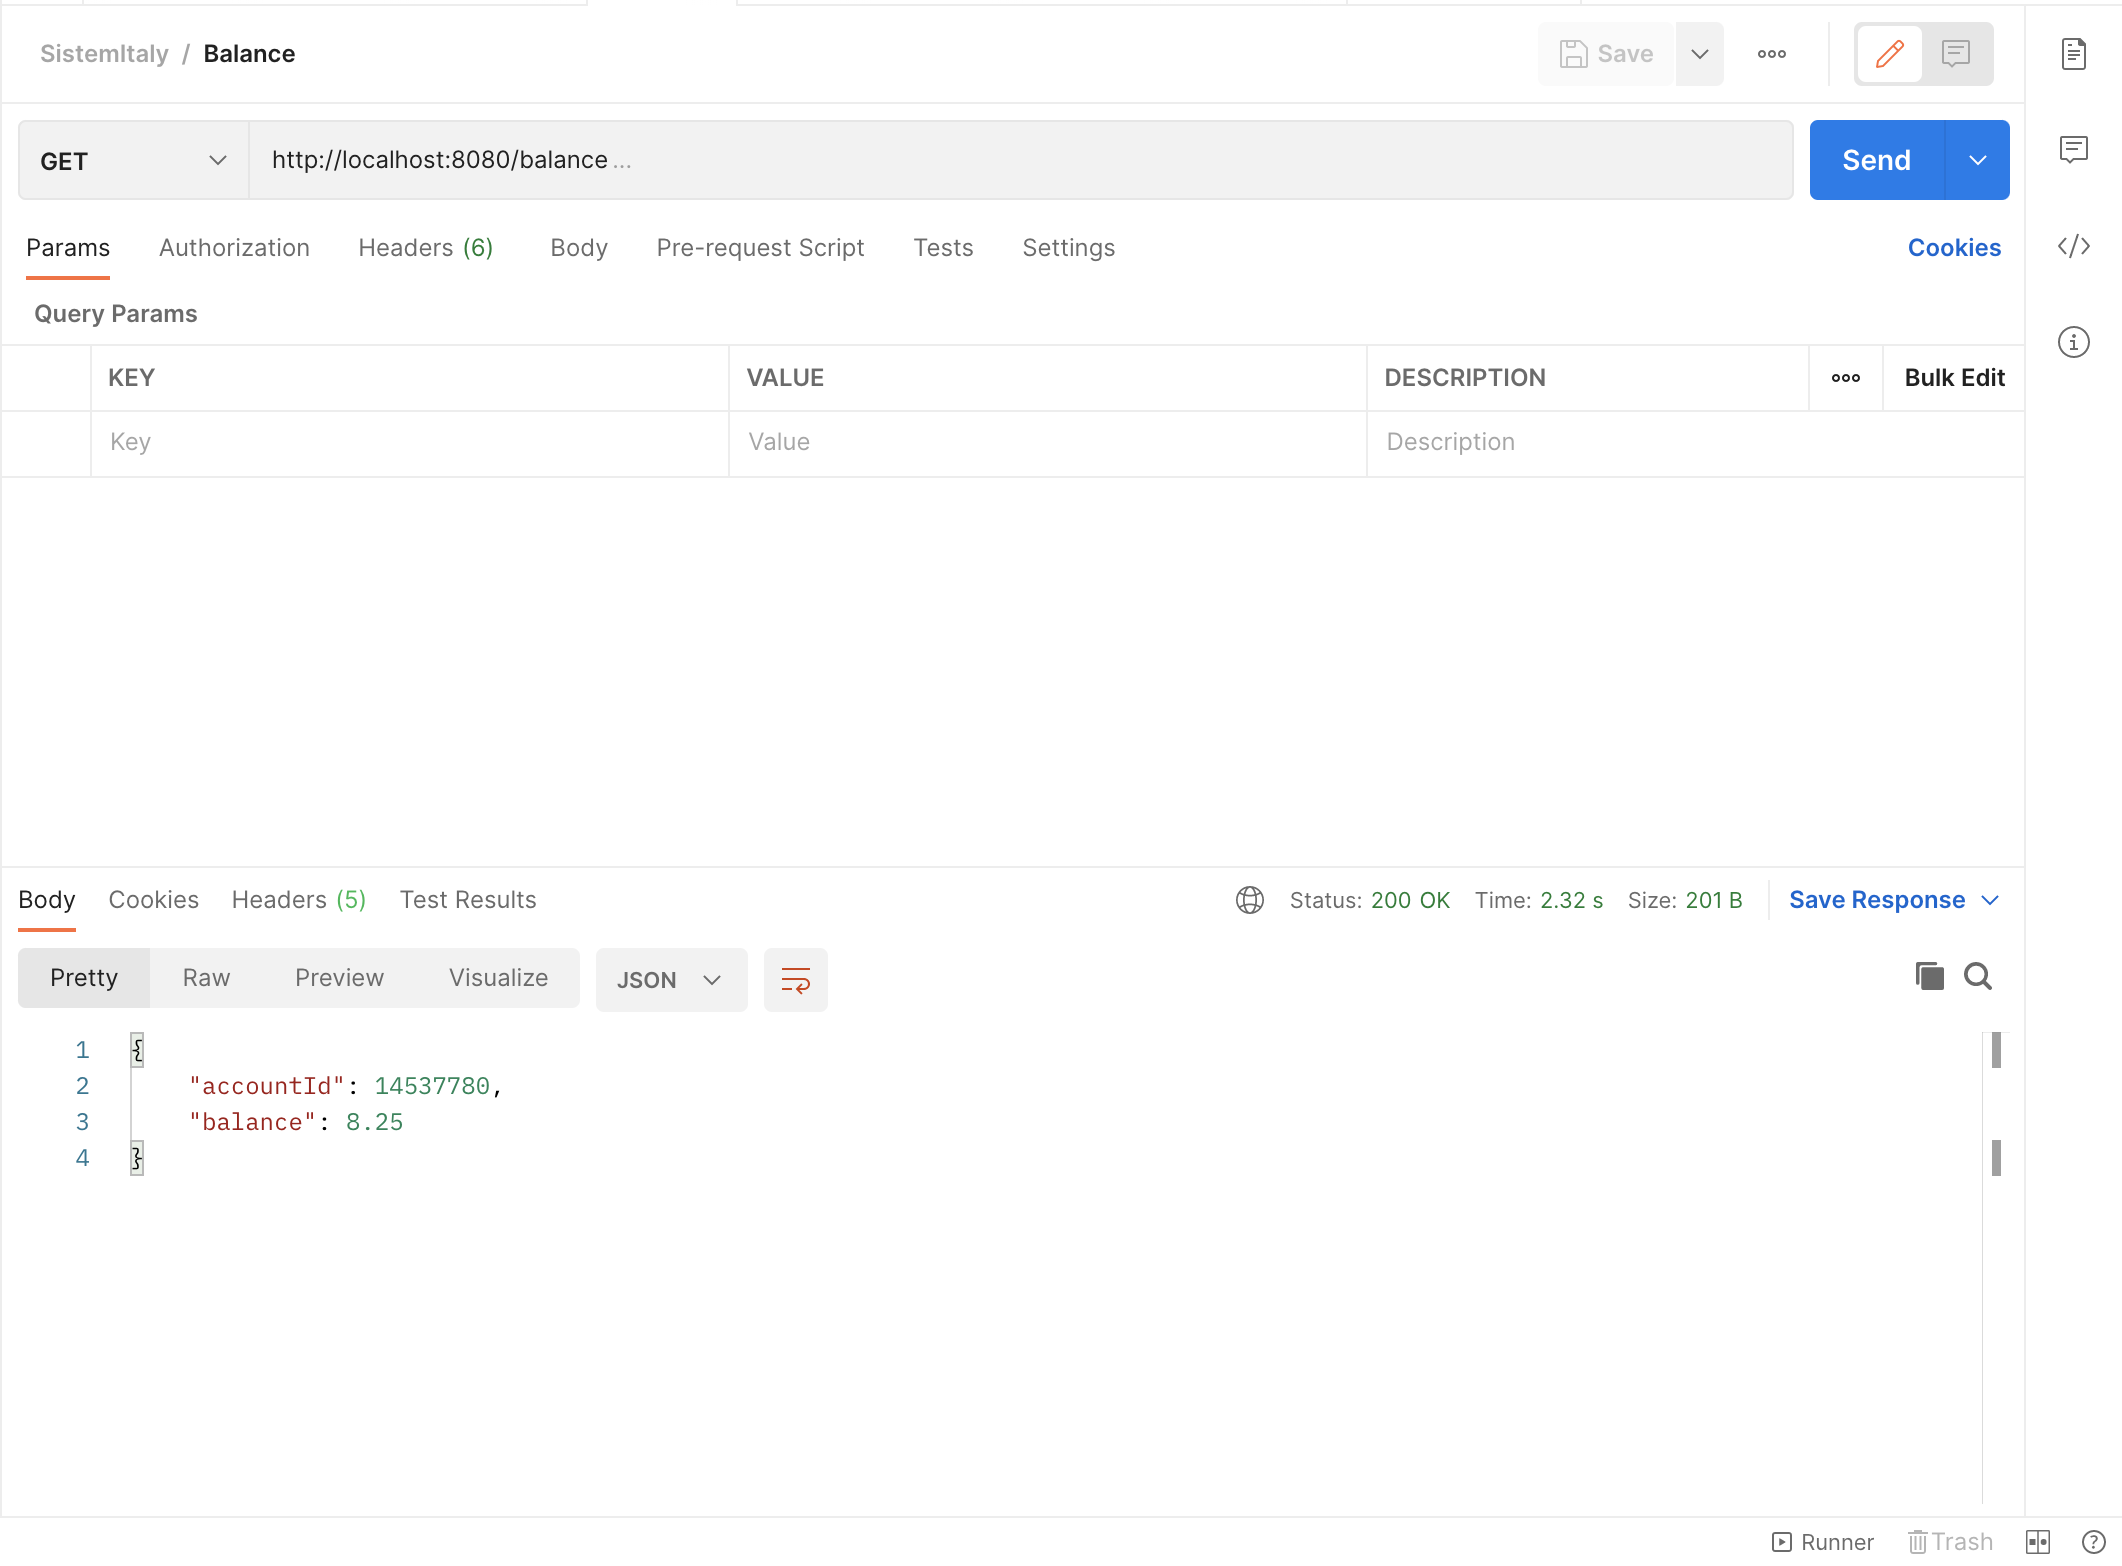 SistemItaly / Balance
Save
GET
http://localhost:8080/balance ...
Send
Params Authorization Headers (6) Body Pre-request Script Tests Settings Cookies
Query Params
KEY VALUE DESCRIPTION ooo Bulk Edit
Key Value Description
Body Cookies Headers (5) Test Results Status: 200 OK Time: 2.32 s Size: 201 B Save Response
Pretty Raw Preview Visualize JSON
1 {
2 "accountId": 14537780,
3 "balance": 8.25
4 }
Runner Trash